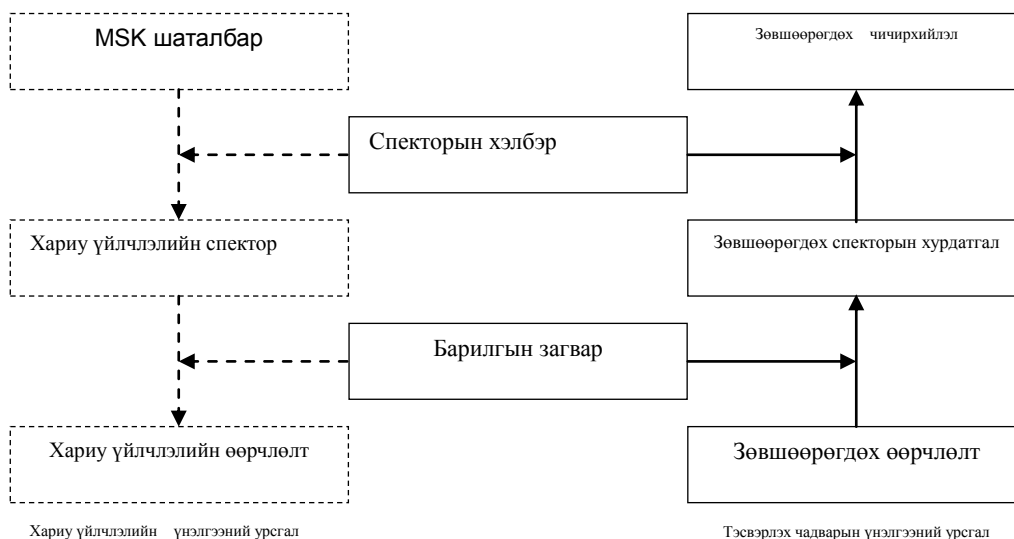 MSK шаталбар
Зөвшөөрөгдөх чичирхийлэл
Спекторын хэлбэр
Хариу үйлчлэлийн спектор
Зөвшөөрөгдөх спекторын хурдатгал
Барилгын загвар
Хариу үйлчлэлийн өөрчлөлт
Зөвшөөрөгдөх өөрчлөлт
Хариу үйлчлэлийн үнэлгээний урсгал
Тэсвэрлэх чадварын үнэлгээний урсгал